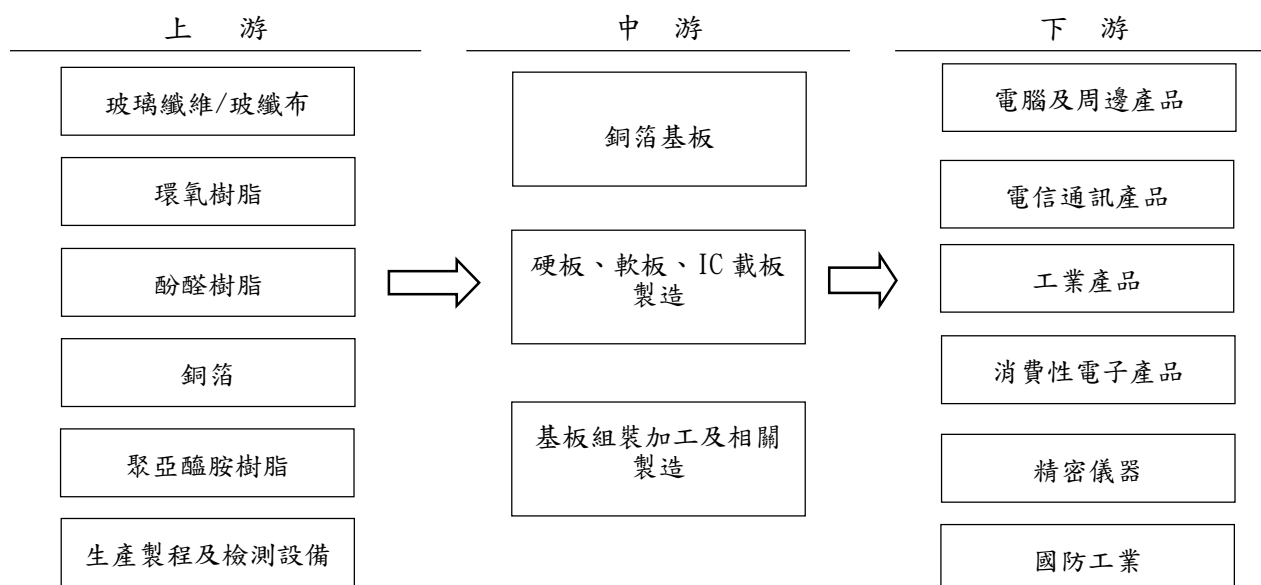 上 游
玻璃纖維/玻纖布
環氧樹脂
酚醛樹脂
銅箔
聚亞醯胺樹脂
生產製程及檢測設備
中 游
銅箔基板
硬板、軟板、IC 載板
製造
基板組裝加工及相關
製造
下 游
電腦及周邊產品
電信通訊產品
工業產品
消費性電子產品
精密儀器
國防工業